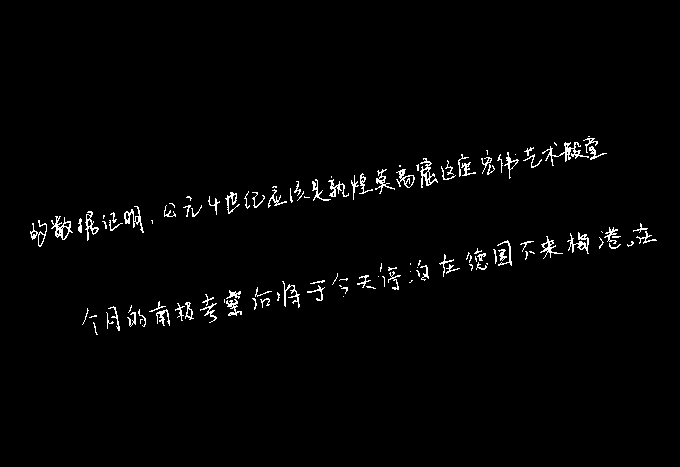 的数据证明，公元4世纪应该是敦煌莫高窟这座宏伟艺术殿堂
个月的南极考察后将于今天停泊在德国不来梅港。在